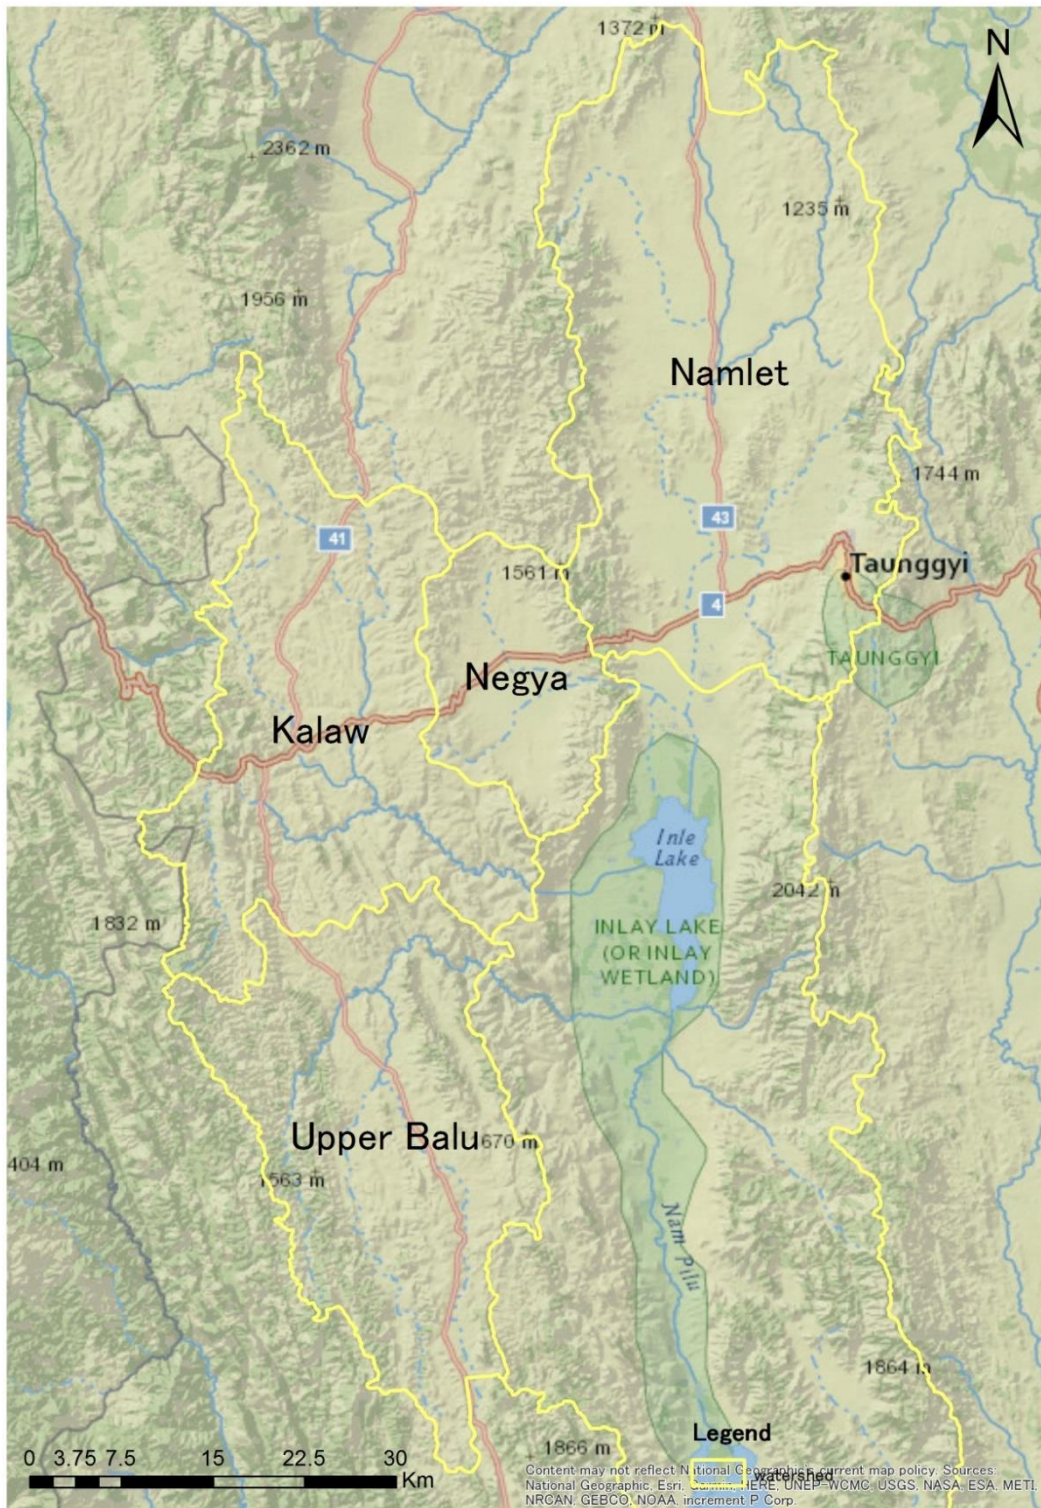 1372 m
N
2362 m
1235 m
1956 m
Namlet
1744 m
43
41
1561 m
Taunggyi
4
TAUNGGYI
Negya
Kalaw
Inle
Lake
2042 m
1832 m
INLAY LAKE
(OR INLAY
WETLAND)
Upper Balu
670 m
404 m
1563 m
Nam Pilu
1864 m
Legend
watershed
1866 m
0 3.75 7.5 15 22.5 30
Km
Content may not reflect National Geographic's current map policy. Sources:
National Geographic, Esri, Garmin, HERE, UNEP-WCMC, USGS, NASA, ESA, METI,
NRCAN, GEBCO, NOAA, increment P Corp.